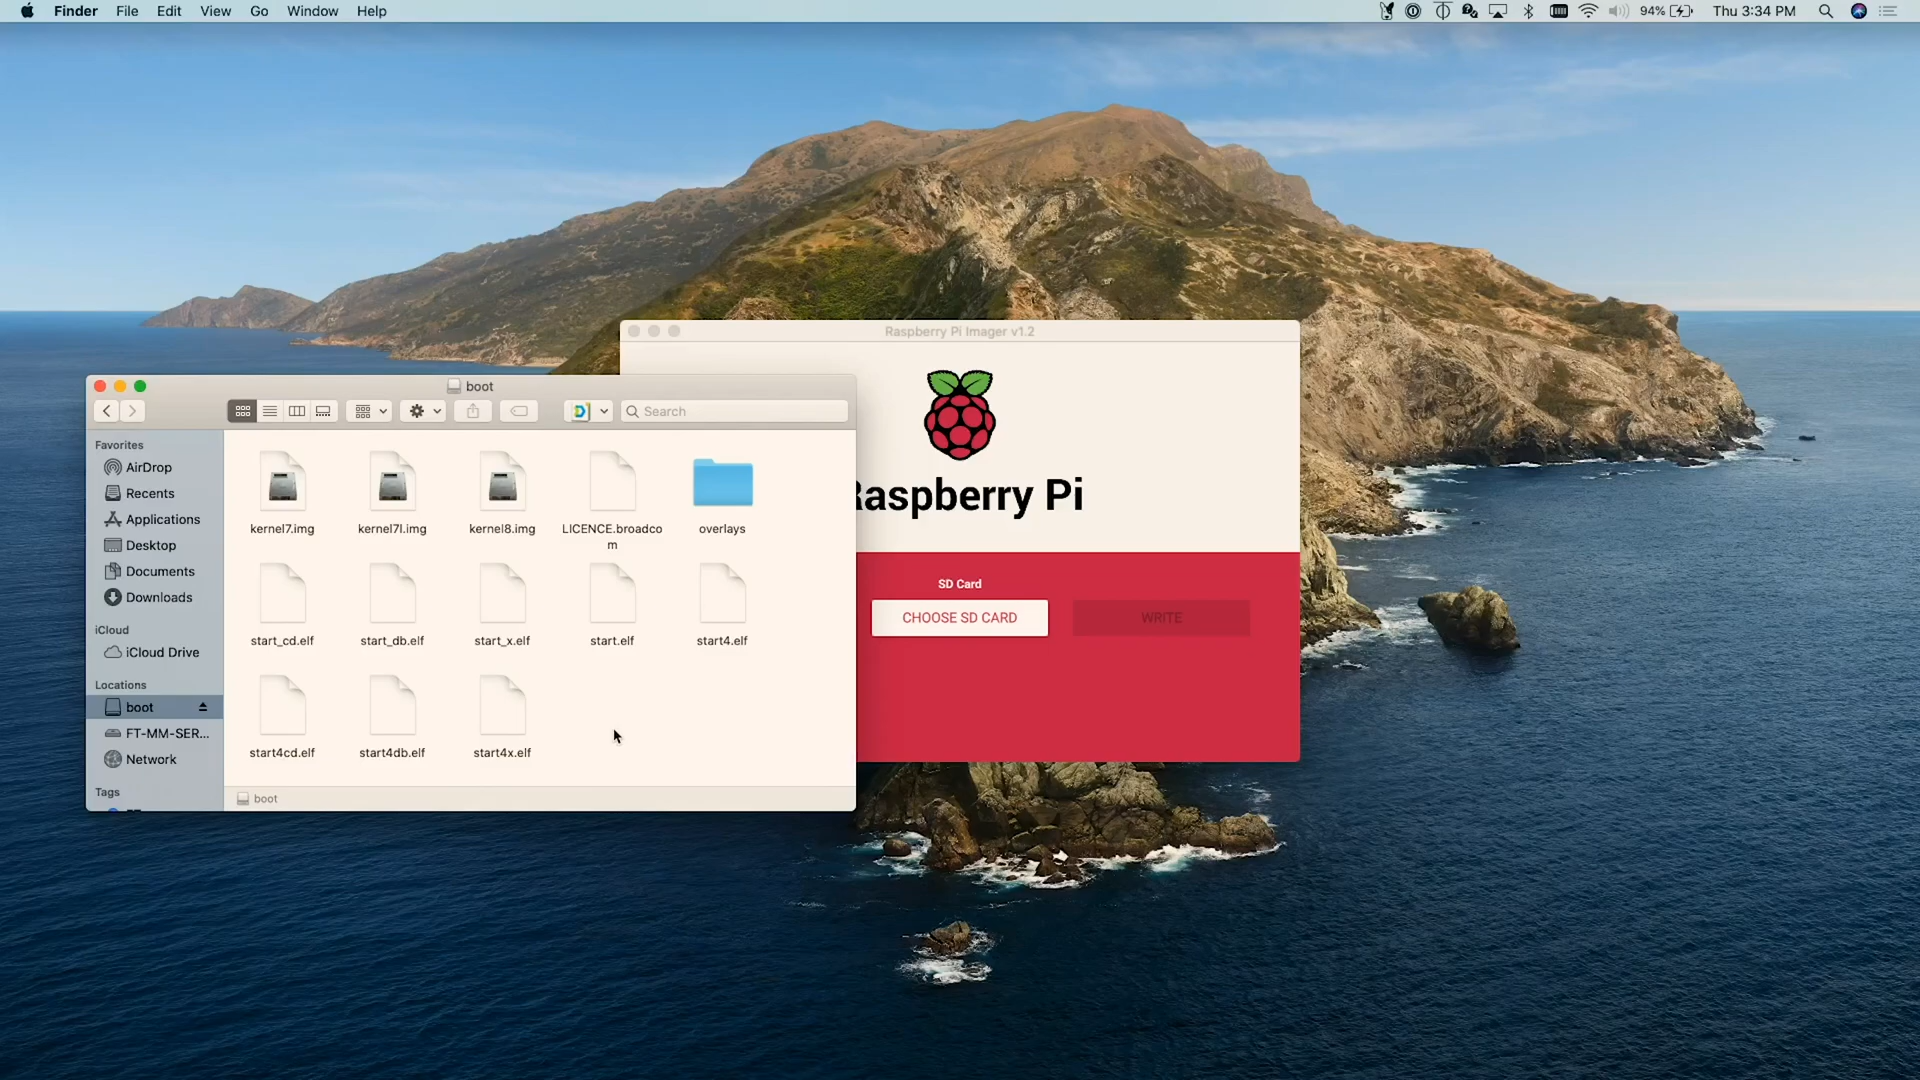 Finder File Edit View Go Window Help
94% Thu 3:34 PM
Raspberry Pi Imager v1.2
boot
Search
Favorites
AirDrop
Recents
Applications
Desktop
Documents
Downloads
iCloud
iCloud Drive
Locations
boot
FT-MM-SER...
Network
Tags
kernel7.img kernel7l.img kernel8.img LICENCE.broadco
m
overlays
start_cd.elf start_db.elf start_x.elf start.elf start4.elf
start4cd.elf start4db.elf start4x.elf
boot
Raspberry Pi
SD Card
CHOOSE SD CARD
WRITE